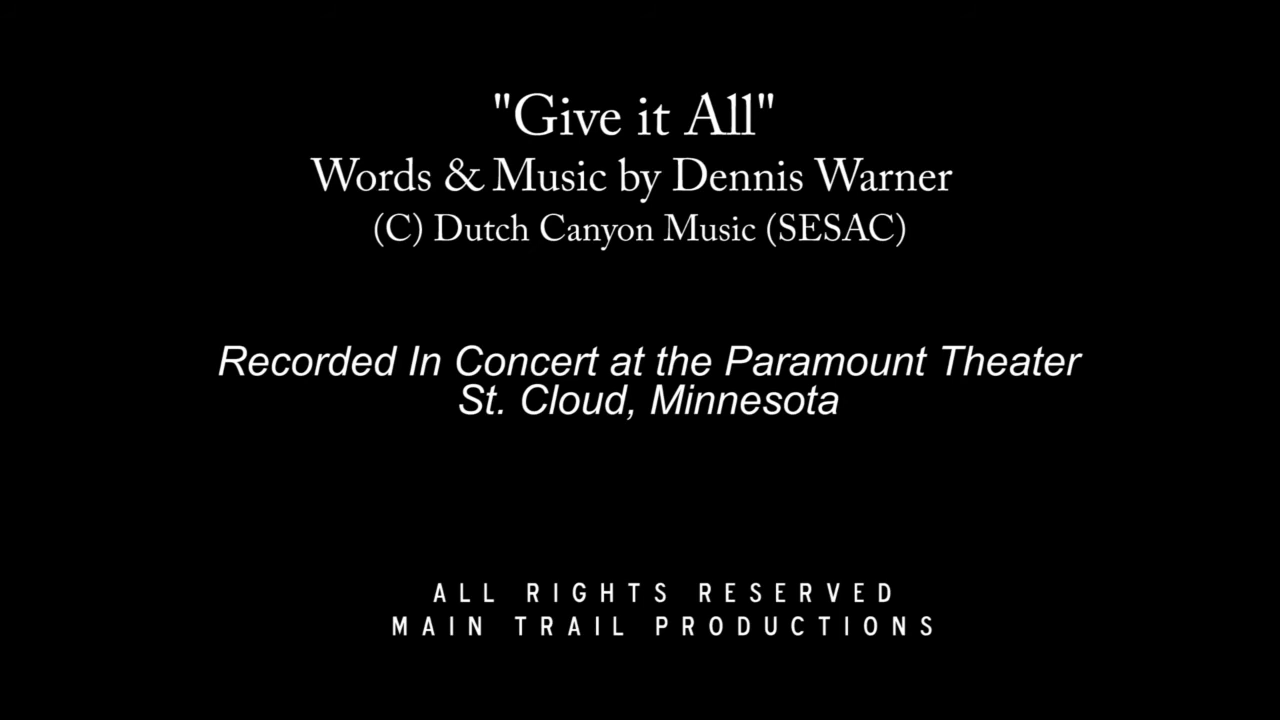 "Give it All"
Words & Music by Dennis Warner
(C) Dutch Canyon Music (SESAC)
Recorded In Concert at the Paramount Theater
St. Cloud, Minnesota
ALL RIGHTS RESERVED
MAIN TRAIL PRODUCTIONS